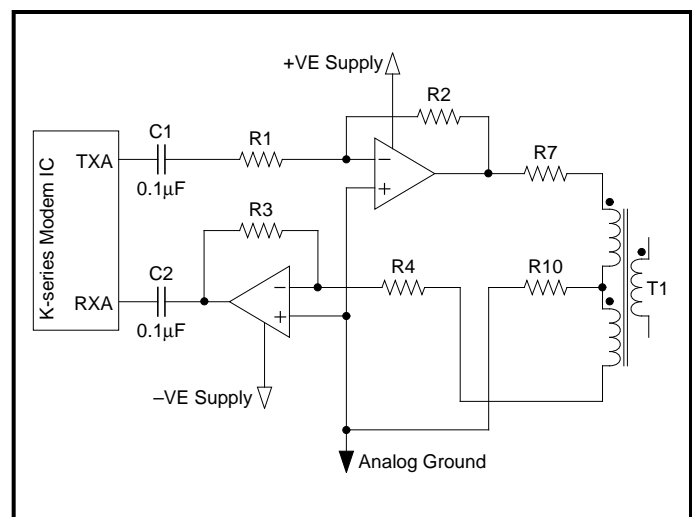 +VE Supply
R2
C1
R1
TXA
R7
0.1µF
K-series Modem IC
R3
C2
R4
R10
T1
RXA
0.1µF
–VE Supply
Analog Ground